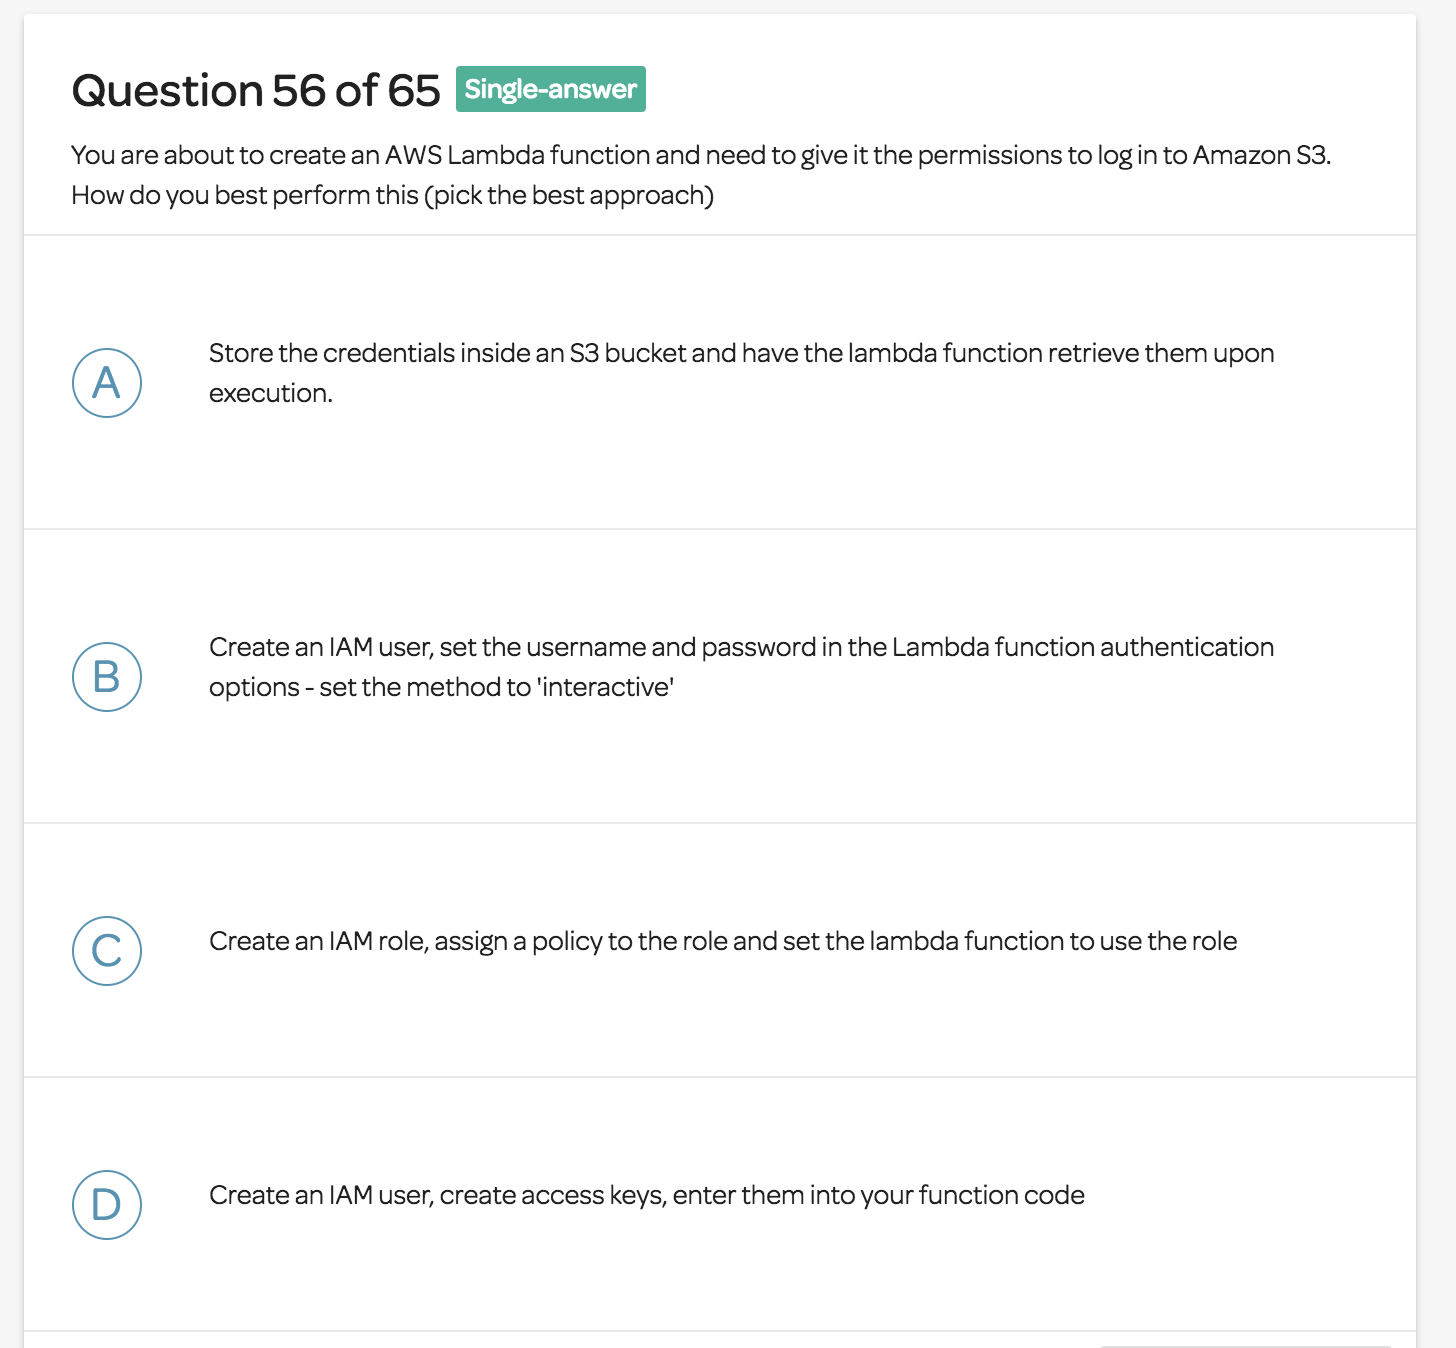 Question 56 of 65 Single-answer
You are about to create an AWS Lambda function and need to give it the permissions to log in to Amazon S3.
How do you best perform this (pick the best approach)
A
Store the credentials inside an S3 bucket and have the lambda function retrieve them upon
execution.
B
Create an IAM user, set the username and password in the Lambda function authentication
options - set the method to 'interactive'
C
Create an IAM role, assign a policy to the role and set the lambda function to use the role
D
Create an IAM user, create access keys, enter them into your function code